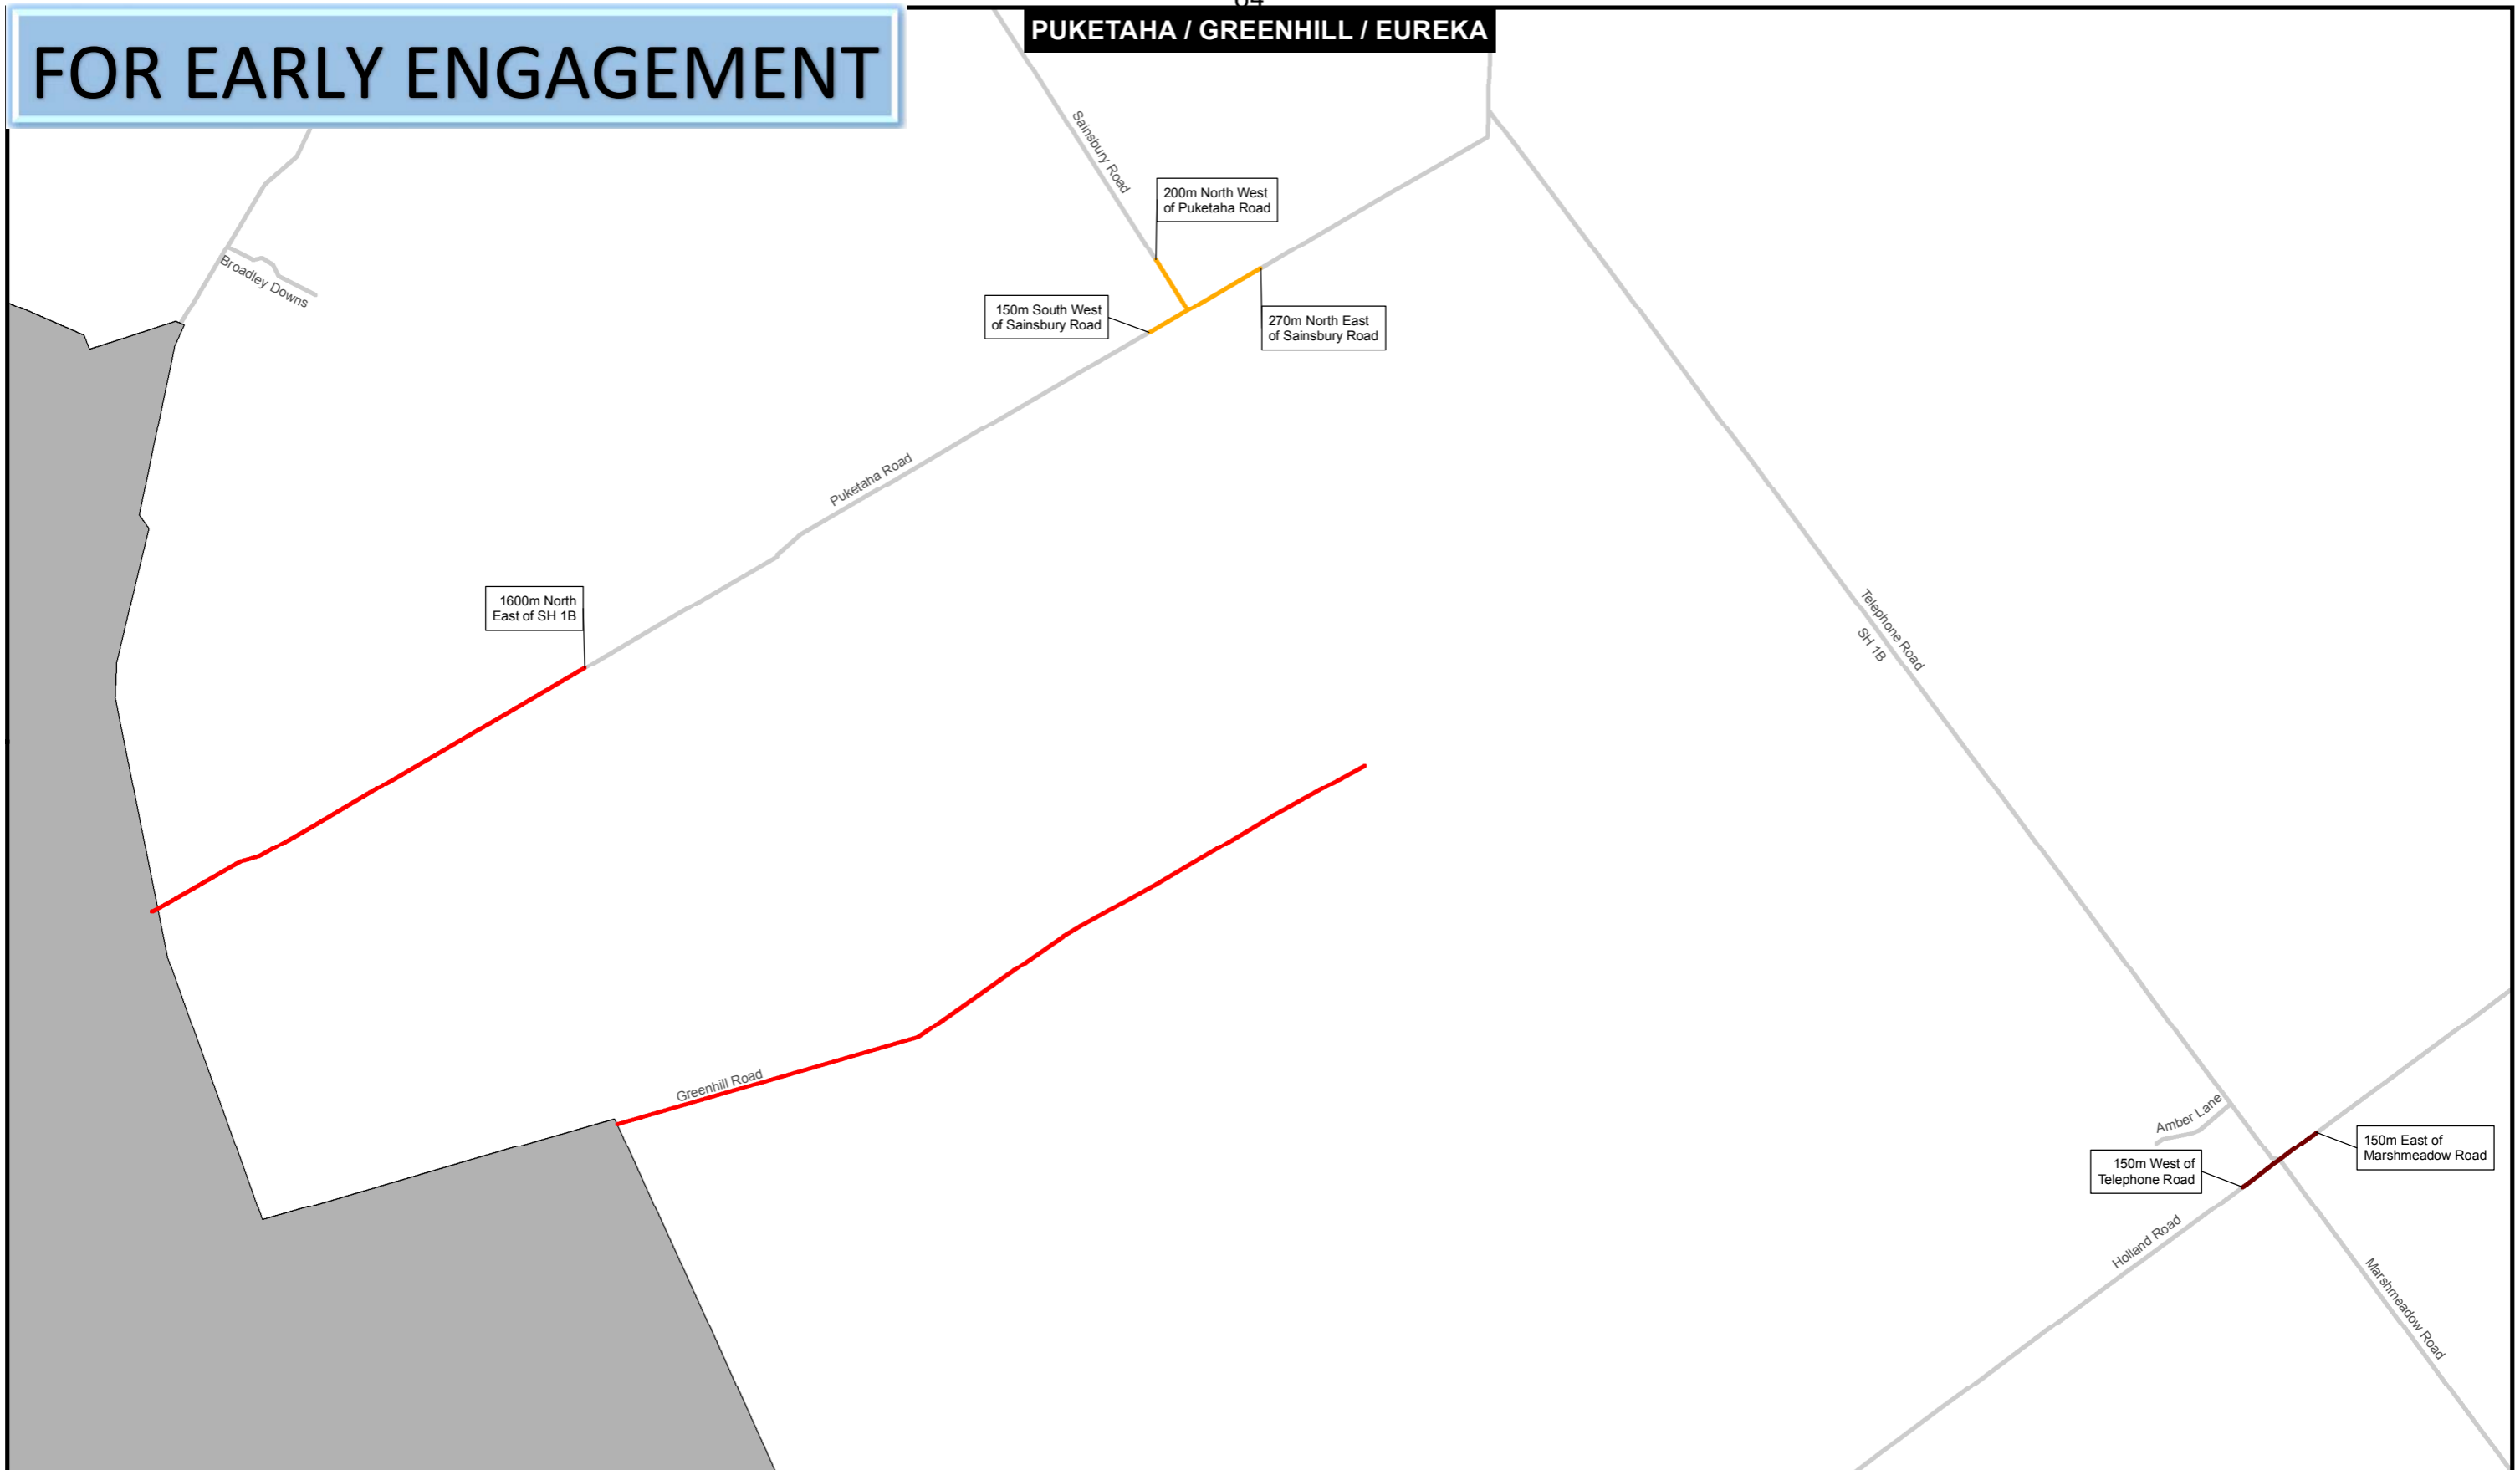 FOR EARLY ENGAGEMENT
PUKETAHA / GREENHILL / EUREKA
Sainsbury Road
200m North West
of Puketaha Road
Broadley Downs
150m South West
of Sainsbury Road
270m North East
of Sainsbury Road
Puketaha Road
1600m North
East of SH 1B
Telephone Road
SH 1B
Greenhill Road
Amber Lane
150m East of
Marshmeadow Road
150m West of
Telephone Road
Holland Road
Marshmeadow Road